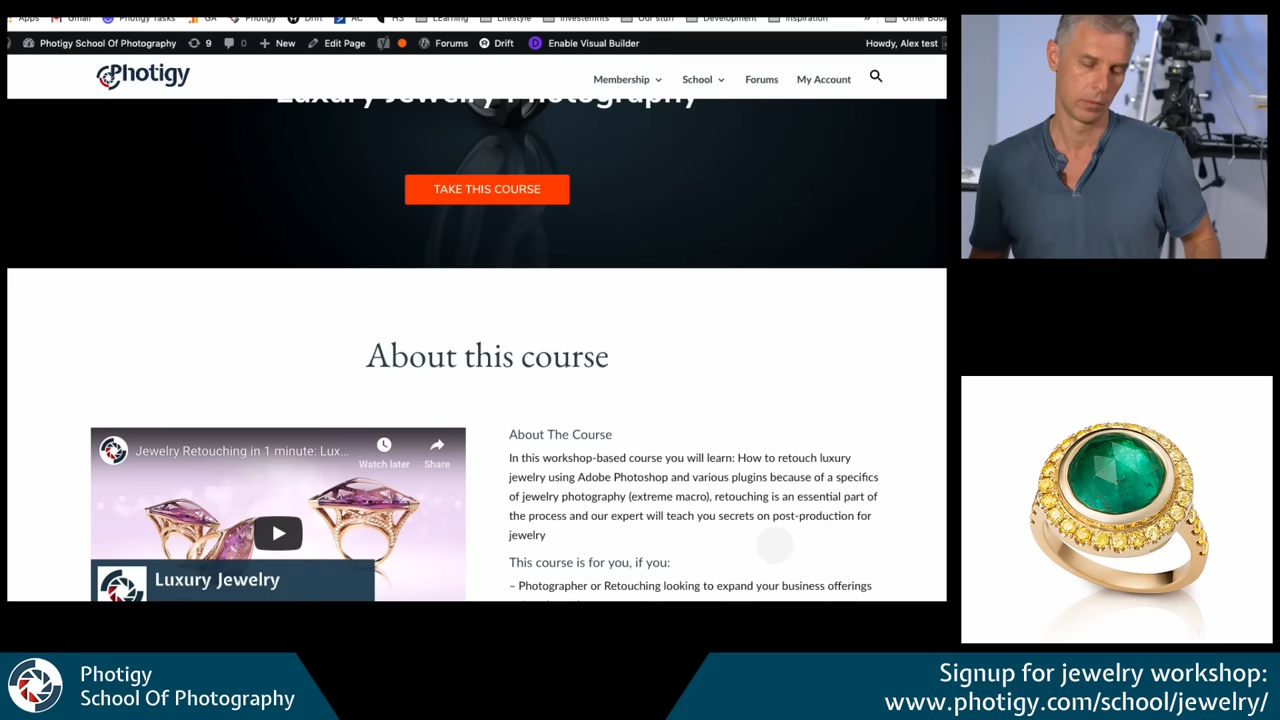 Apps Gmail Photigy Tasks GA Photigy Drift AC HS LEarning Lifestyle Investemnts Our stuff Development Inspiration » Other Book
Photigy School Of Photography 9 0 New Edit Page Forums Drift Enable Visual Builder Howdy, Alex test
Photigy Membership School Forums My Account
Luxury Jewelry Photography
TAKE THIS COURSE
About this course
Jewelry Retouching in 1 minute: Lux...
Watch later Share
Luxury Jewelry
About The Course
In this workshop-based course you will learn: How to retouch luxury
jewelry using Adobe Photoshop and various plugins because of a specifics
of jewelry photography (extreme macro), retouching is an essential part of
the process and our expert will teach you secrets on post-production for
jewelry
This course is for you, if you:
– Photographer or Retouching looking to expand your business offerings
Photigy
School Of Photography
Signup for jewelry workshop:
www.photigy.com/school/jewelry/